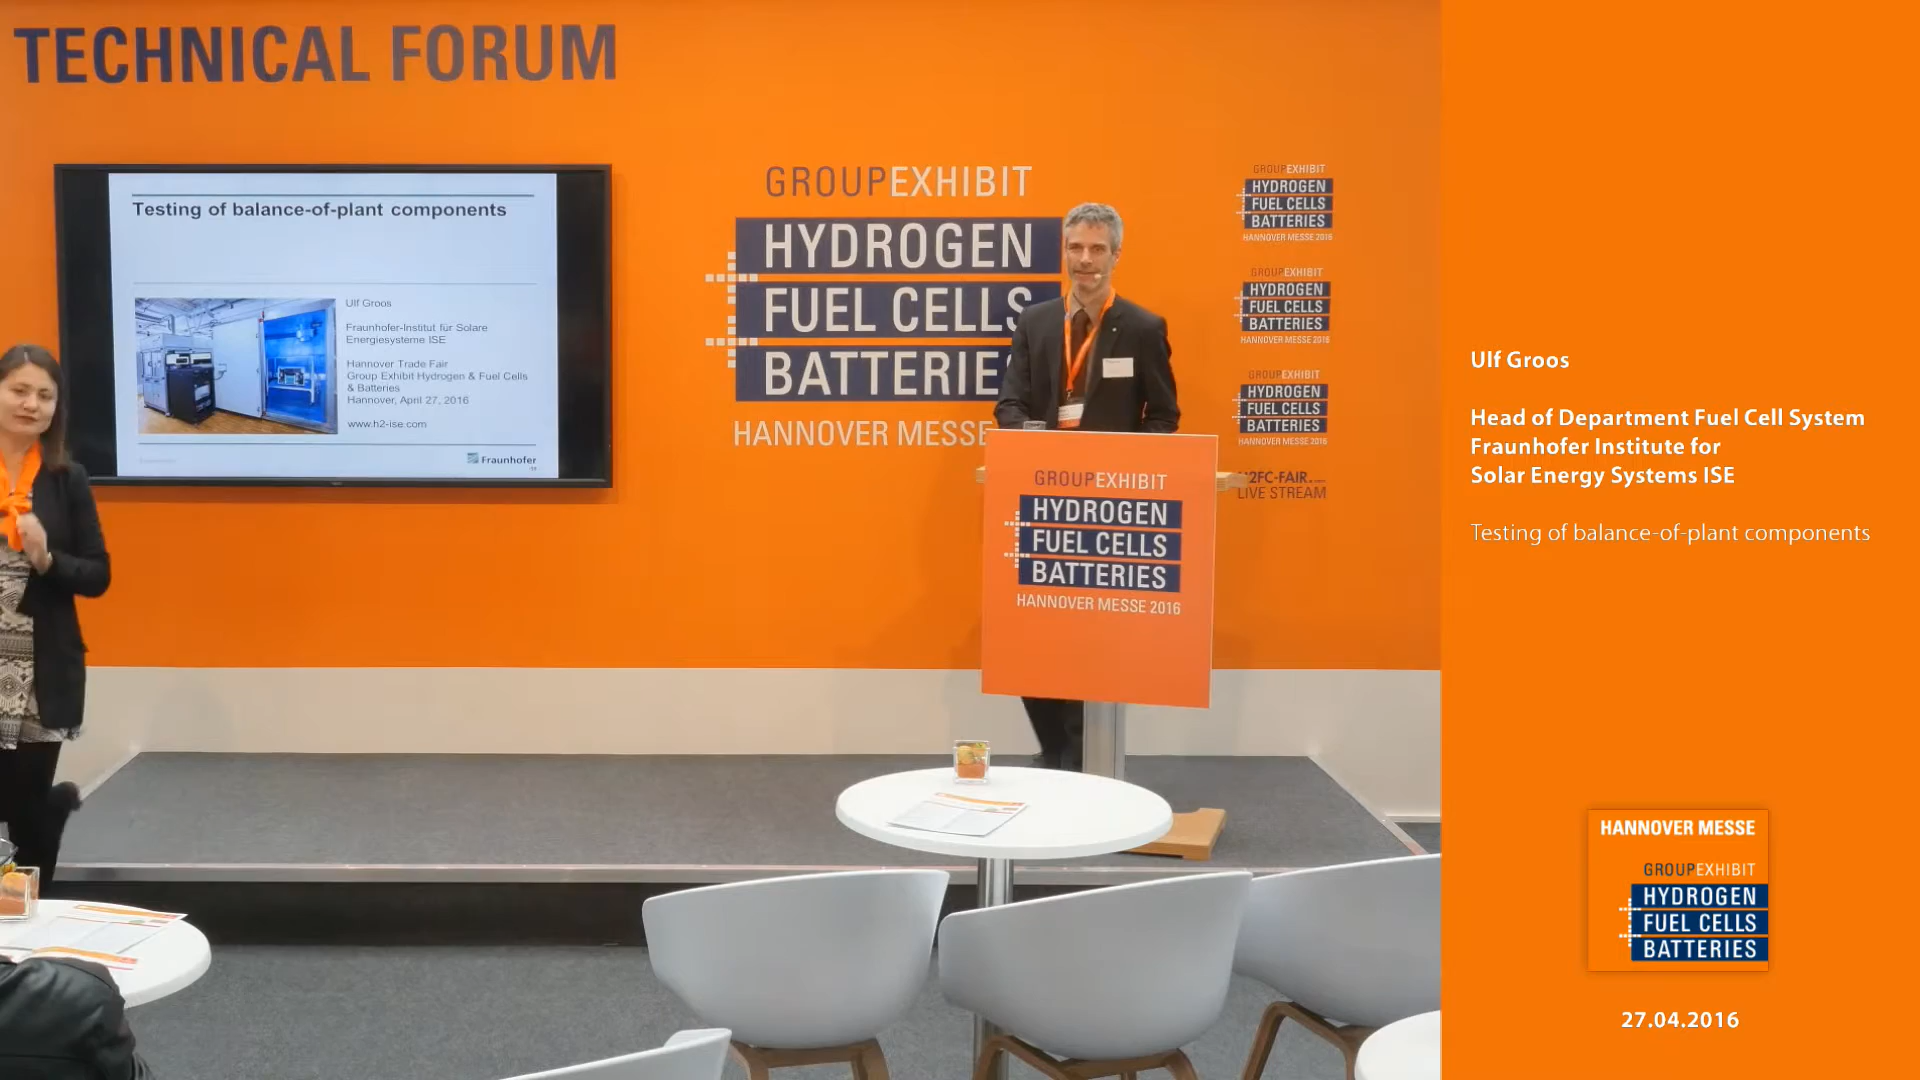 TECHNICAL FORUM
Testing of balance-of-plant components
Ulf Groos
Fraunhofer-Institut für Solare
Energiesysteme ISE
Hannover Trade Fair
Group Exhibit Hydrogen & Fuel Cells
& Batteries
Hannover, April 27, 2016
www.h2-ise.com
Fraunhofer
GROUPEXHIBIT
HYDROGEN
FUEL CELLS
BATTERIE
HANNOVER MESSE
GROUPEXHIBIT
HYDROGEN
FUEL CELLS
BATTERIES
HANNOVER MESSE 2016
GROUPEXHIBIT
HYDROGEN
FUEL CELLS
BATTERIES
HANNOVER MESSE 2016
GROUPEXHIBIT
HYDROGEN
FUEL CELLS
BATTERIES
HANNOVER MESSE 2016
2FC-FAIR.
LIVE STREAM
GROUPEXHIBIT
HYDROGEN
FUEL CELLS
BATTERIES
HANNOVER MESSE 2016
Ulf Groos
Head of Department Fuel Cell System
Fraunhofer Institute for
Solar Energy Systems ISE
Testing of balance-of-plant components
HANNOVER MESSE
GROUPEXHIBIT
HYDROGEN
FUEL CELLS
BATTERIES
27.04.2016